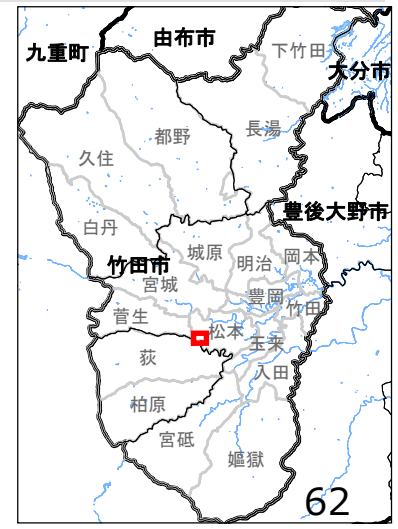 由布市
下竹田
九重町
大分市
都野
長湯
久住
豊後大野市
白丹
城原
岡本
明治
竹田市
宮城
豊岡
竹田
菅生
松本
玉来
荻
入田
柏原
宮砥
嫗獄
62